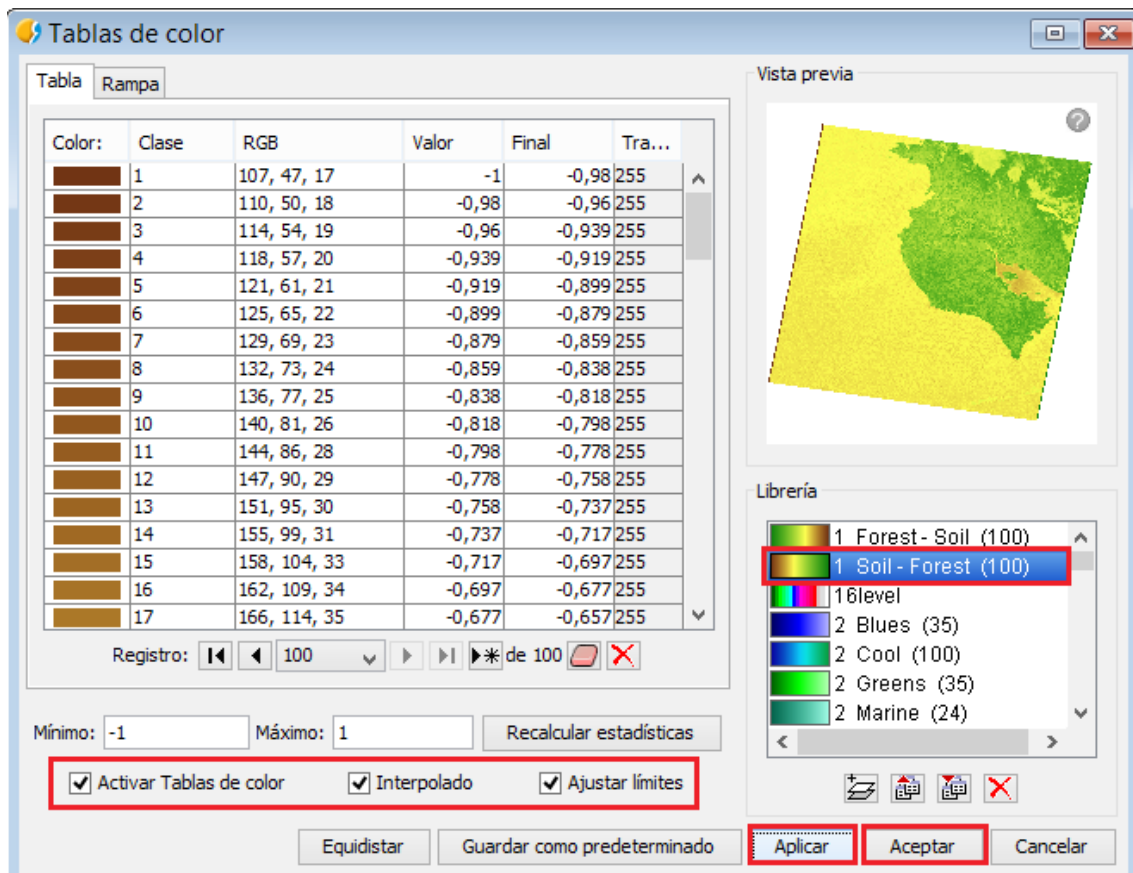 Tablas de color
Tabla Rampa
Color: Clase RGB Valor Final Tra...
1 107, 47, 17 -1 -0,98 255
2 110, 50, 18 -0,98 -0,96 255
3 114, 54, 19 -0,96 -0,939 255
4 118, 57, 20 -0,939 -0,919 255
5 121, 61, 21 -0,919 -0,899 255
6 125, 65, 22 -0,899 -0,879 255
7 129, 69, 23 -0,879 -0,859 255
8 132, 73, 24 -0,859 -0,838 255
9 136, 77, 25 -0,838 -0,818 255
10 140, 81, 26 -0,818 -0,798 255
11 144, 86, 28 -0,798 -0,778 255
12 147, 90, 29 -0,778 -0,758 255
13 151, 95, 30 -0,758 -0,737 255
14 155, 99, 31 -0,737 -0,717 255
15 158, 104, 33 -0,717 -0,697 255
16 162, 109, 34 -0,697 -0,677 255
17 166, 114, 35 -0,677 -0,657 255
Registro: 100 de 100
Mínimo: -1 Máximo: 1 Recalcular estadísticas
Activar Tablas de color Interpolado Ajustar límites
Vista previa
?
Librería
1 Forest - Soil (100)
1 Soil - Forest (100)
16level
2 Blues (35)
2 Cool (100)
2 Greens (35)
2 Marine (24)
Equidistar Guardar como predeterminado Aplicar Aceptar Cancelar